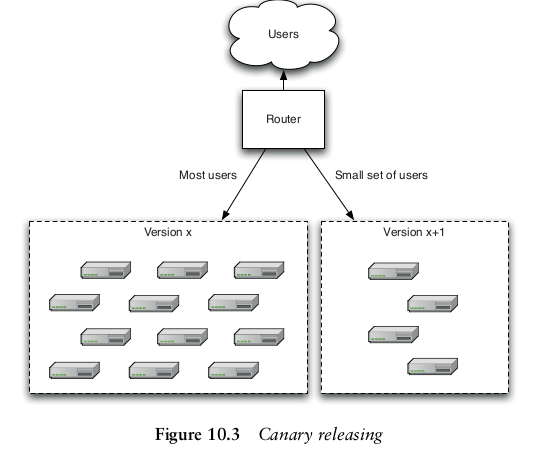 Users
Router
Most users
Small set of users
Version x
Version x+1
Figure 10.3 Canary releasing